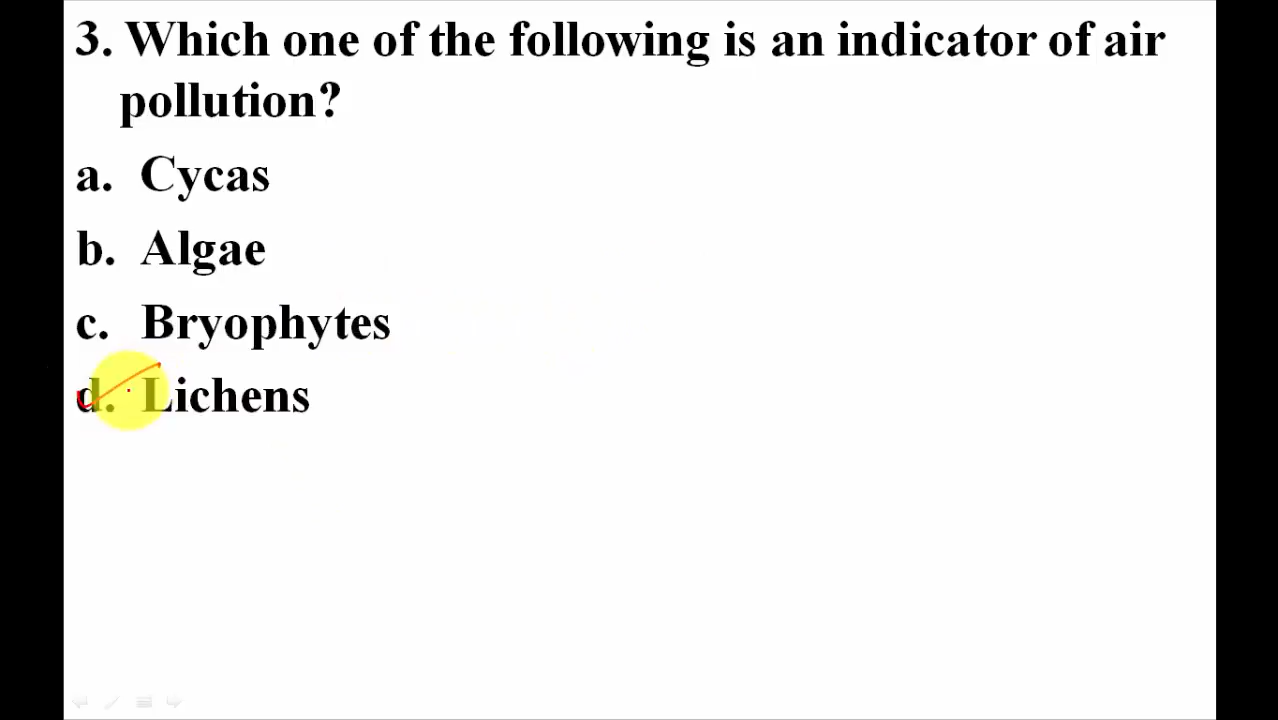 3. Which one of the following is an indicator of air
pollution?
a. Cycas
b. Algae
c. Bryophytes
d. Lichens